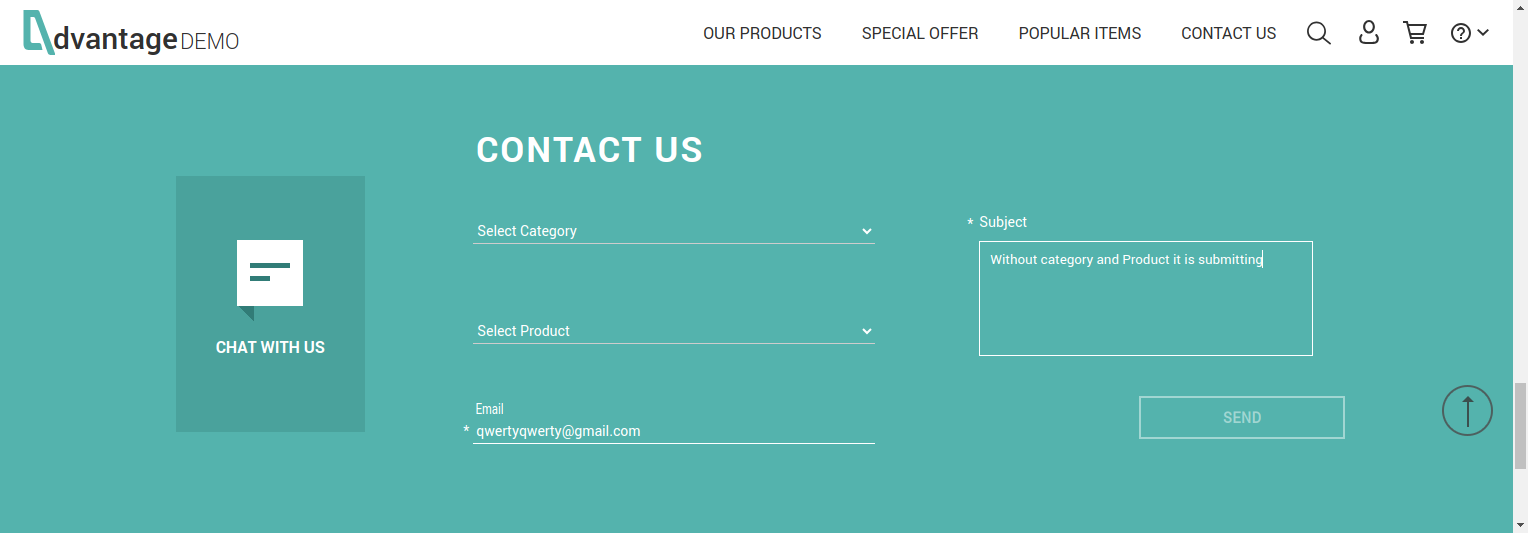 dvantage DEMO
OUR PRODUCTS SPECIAL OFFER POPULAR ITEMS CONTACT US
CONTACT US
CHAT WITH US
Select Category
Select Product
Email
* qwertyqwerty@gmail.com
* Subject
Without category and Product it is submitting
SEND